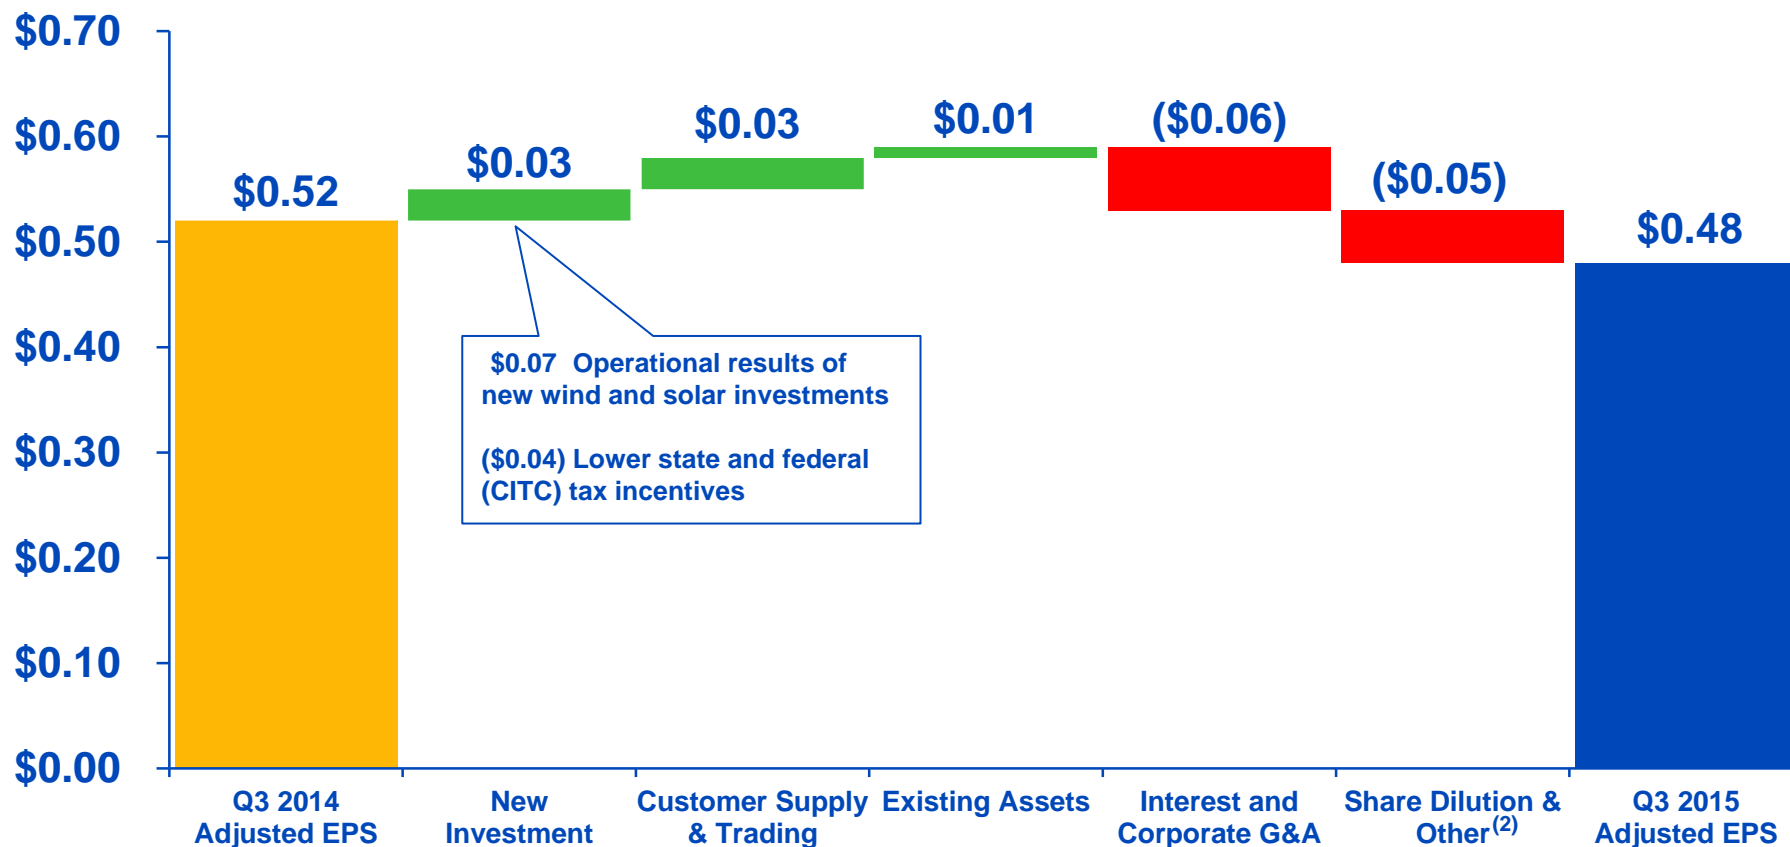 $0.70
$0.60
$0.50
$0.40
$0.30
$0.20
$0.10
$0.00
$0.52
$0.03
$0.03
$0.01
($0.06)
($0.05)
$0.48
$0.07 Operational results of
new wind and solar investments
($0.04) Lower state and federal
(CITC) tax incentives
Q3 2014
Adjusted EPS
New
Investment
Customer Supply
& Trading
Existing Assets
Interest and
Corporate G&A
Share Dilution &
Other(2)
Q3 2015
Adjusted EPS